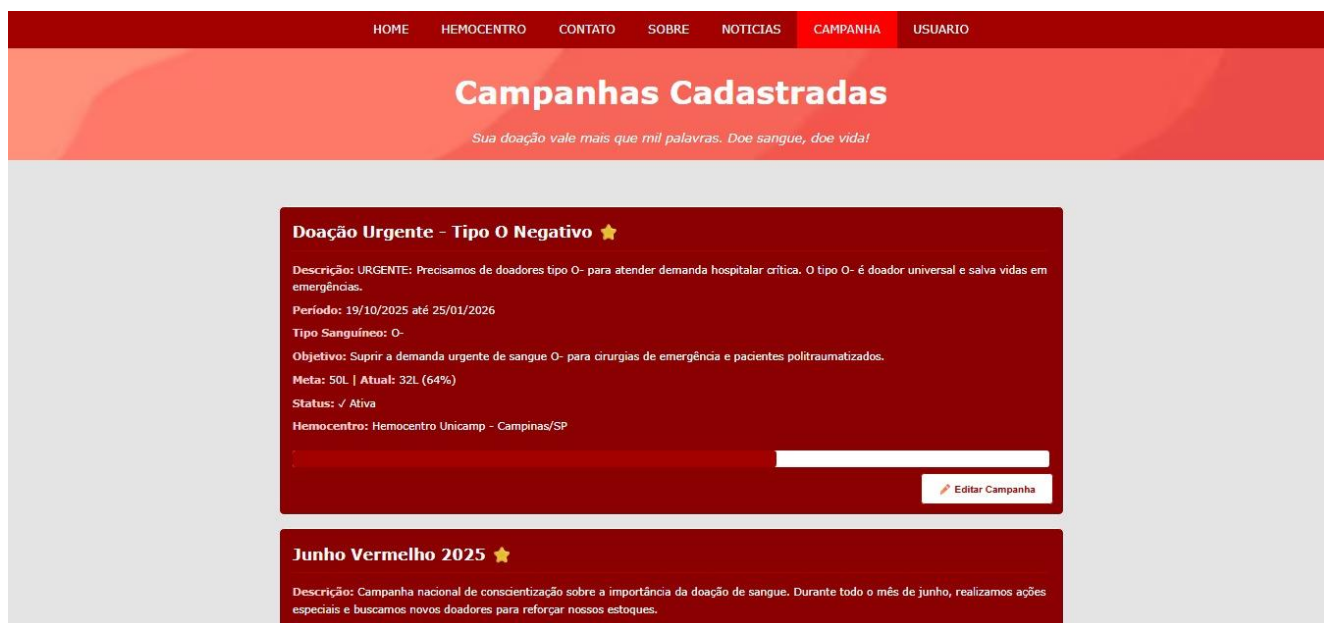 HOME HEMOCENTRO CONTATO SOBRE NOTICIAS CAMPANHA USUARIO
Campanhas Cadastradas
Sua doação vale mais que mil palavras. Doe sangue, doe vida!
Doação Urgente - Tipo O Negativo
Descrição: URGENTE: Precisamos de doadores tipo O- para atender demanda hospitalar crítica. O tipo O- é doador universal e salva vidas em
emergências.
Período: 19/10/2025 até 25/01/2026
Tipo Sanguíneo: O-
Objetivo: Suprir a demanda urgente de sangue O- para cirurgias de emergência e pacientes politraumatizados.
Meta: 50L | Atual: 32L (64%)
Status: ✓ Ativa
Hemocentro: Hemocentro Unicamp - Campinas/SP
Editar Campanha
Junho Vermelho 2025
Descrição: Campanha nacional de conscientização sobre a importância da doação de sangue. Durante todo o mês de junho, realizamos ações
especiais e buscamos novos doadores para reforçar nossos estoques.